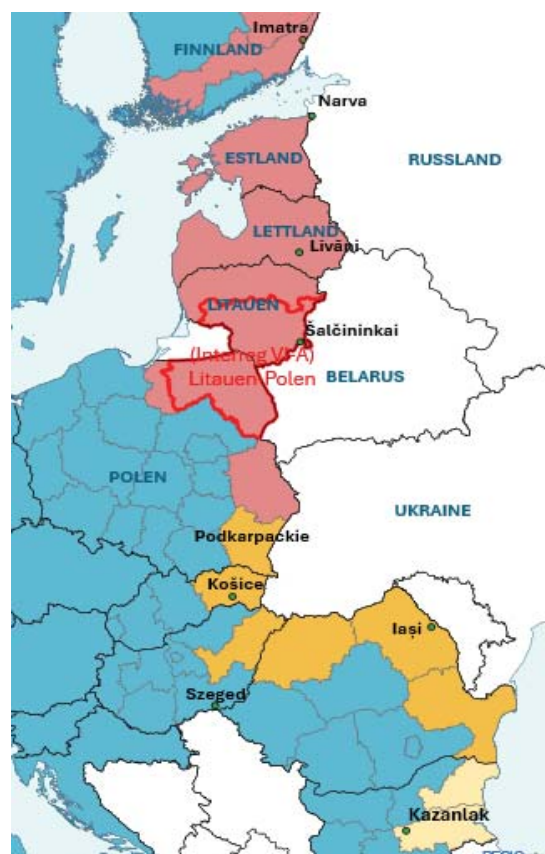 Imatra
FINNLAND
Narva
ESTLAND
RUSSLAND
LETTLAND
Līvāni
LITAUEN
Šalčininkai
(Interreg VI-A)
Litauen Polen
BELARUS
POLEN
UKRAINE
Podkarpackie
Košice
Iași
Szeged
Kazanlak